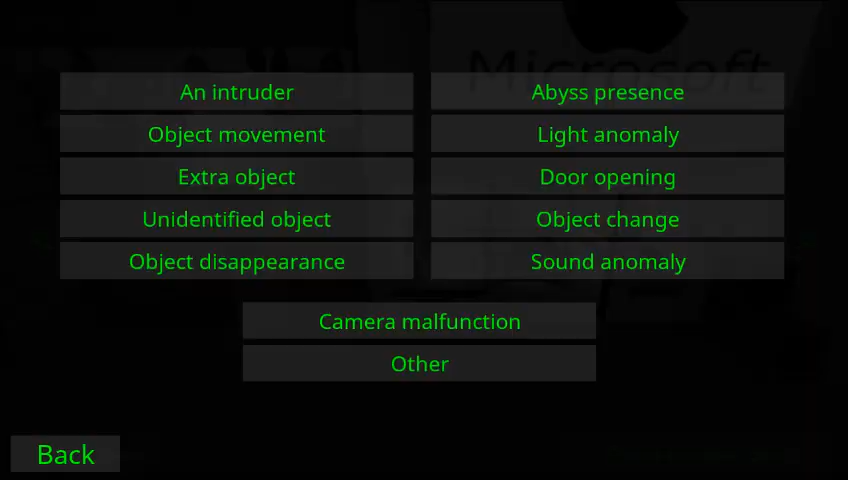 Microsoft
An intruder
Abyss presence
Object movement
Light anomaly
Extra object
Door opening
Unidentified object
Object change
Object disappearance
Sound anomaly
Camera malfunction
Other
Back